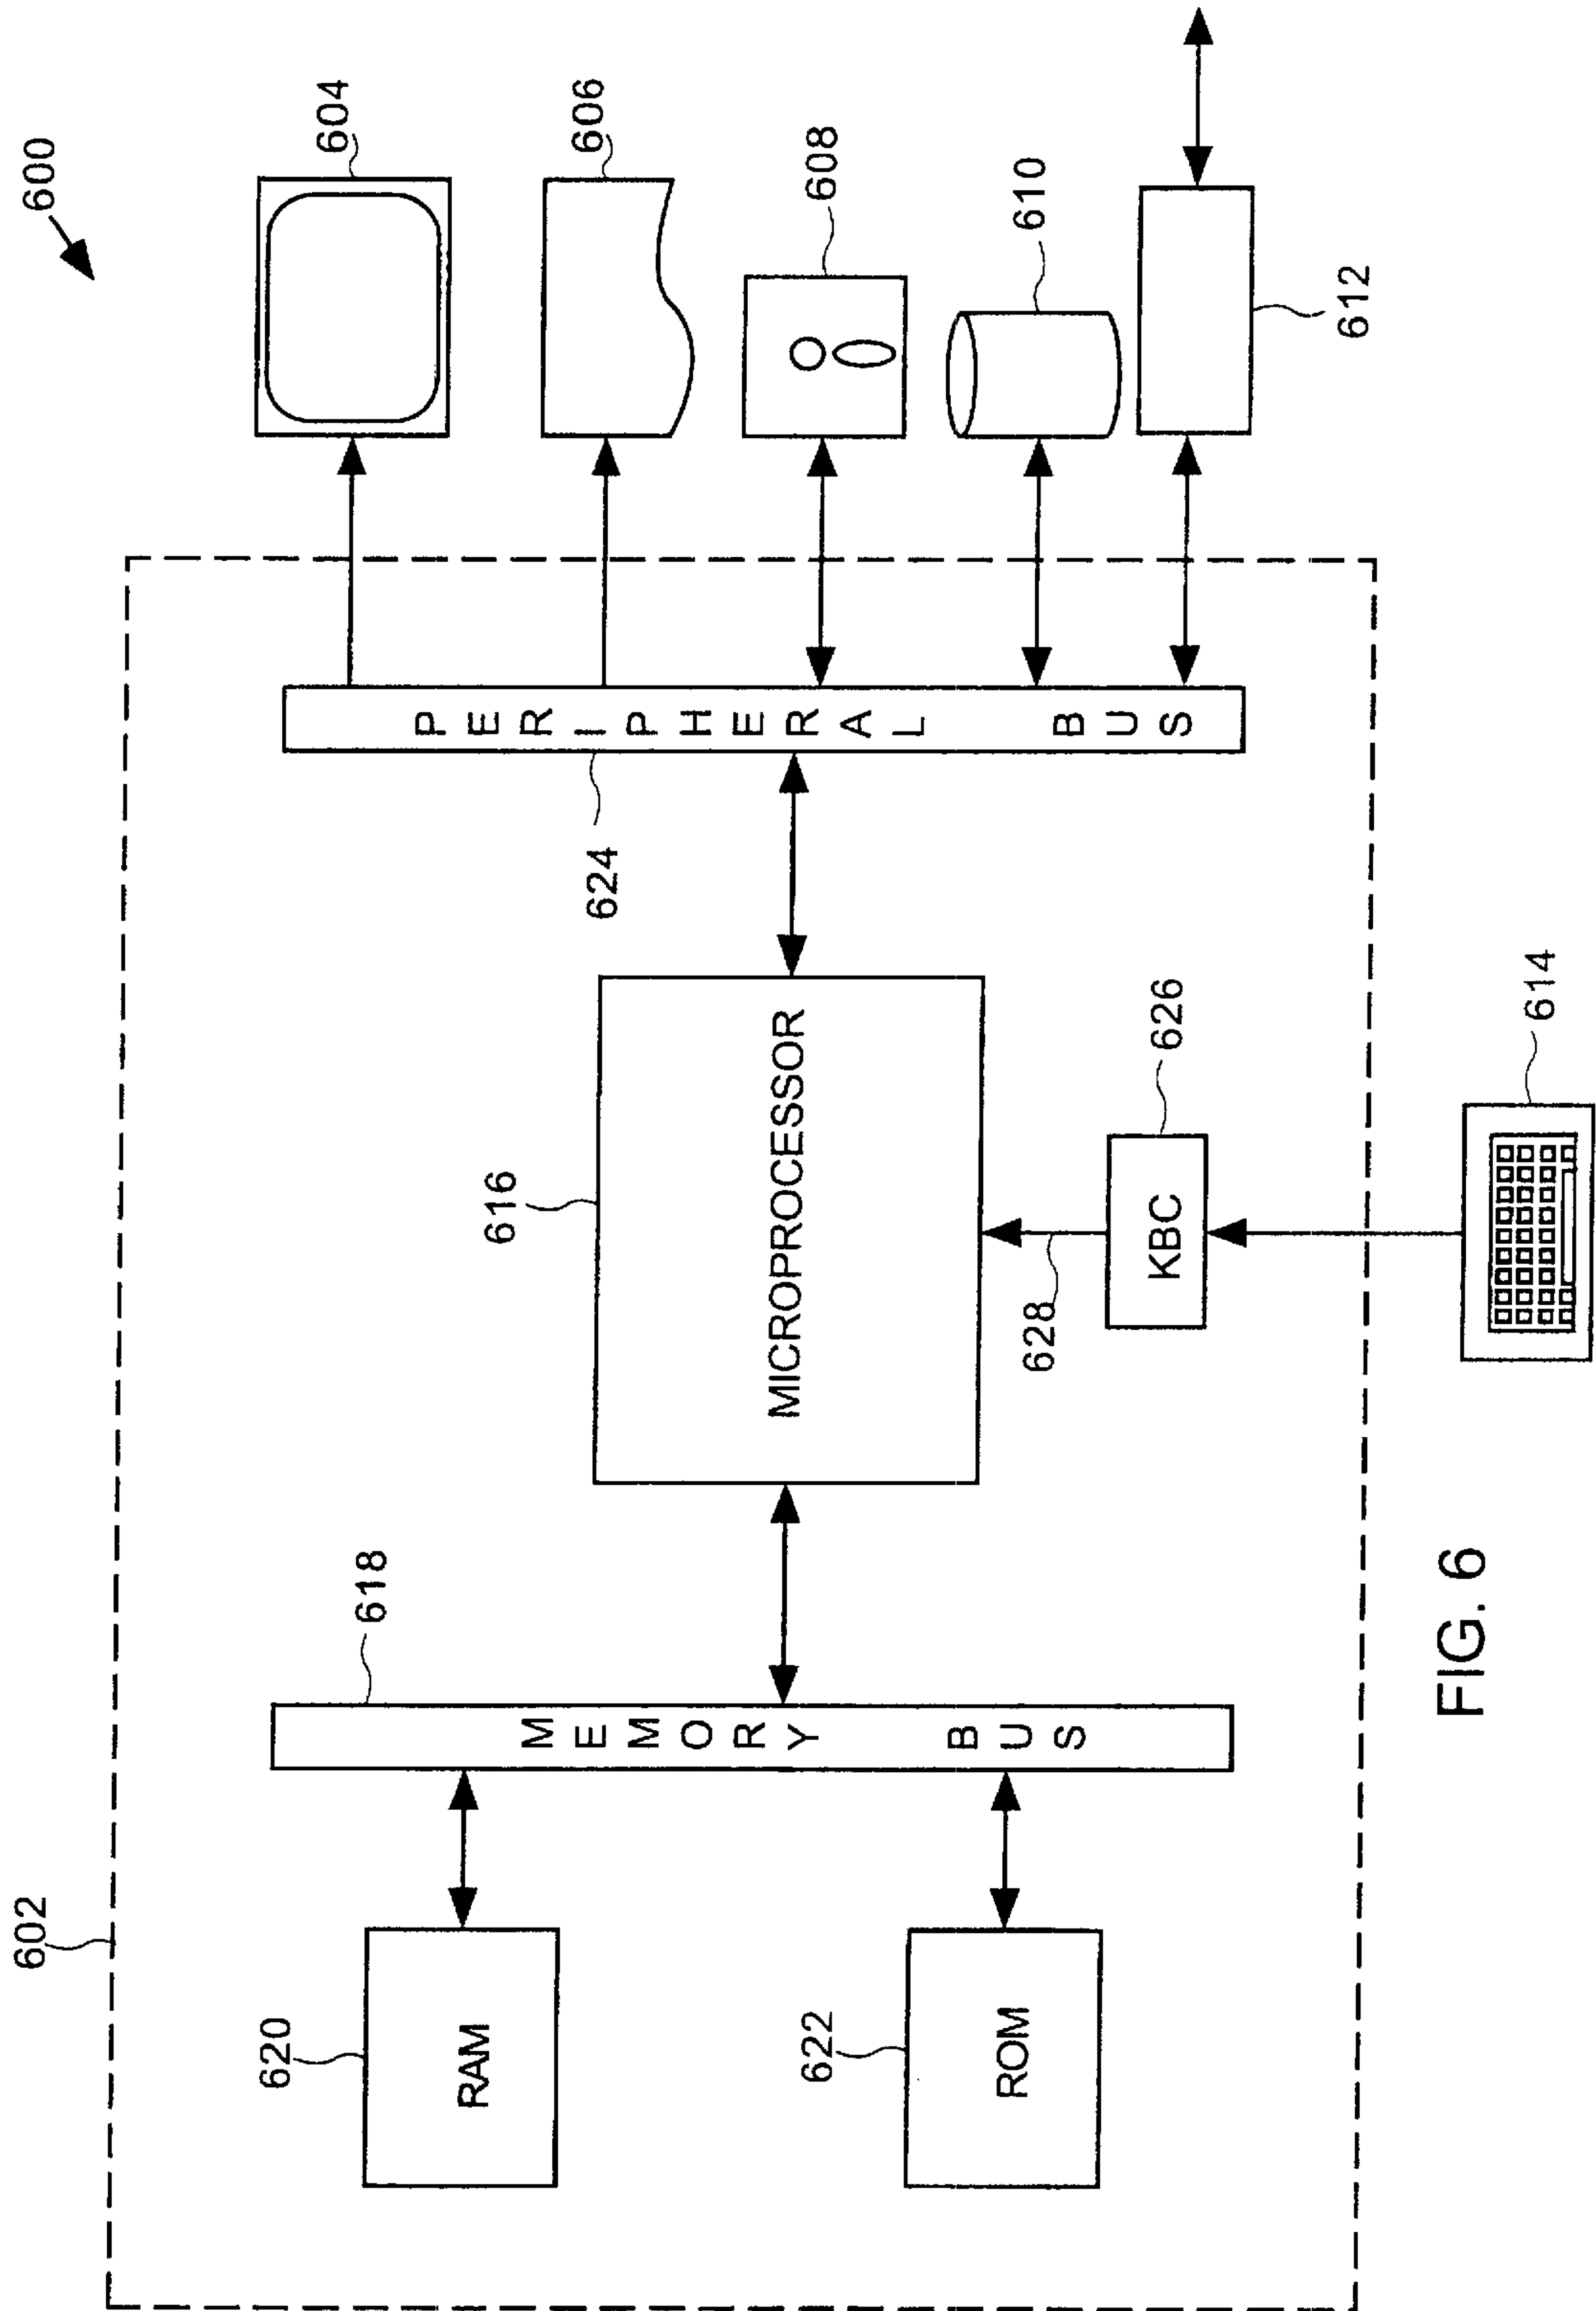 600
602
604
606
608
610
612
618
616
624
620
RAM
622
ROM
MEMORY BUS
MICROPROCESSOR
PERIPHERAL BUS
628
626
KBC
614
FIG. 6